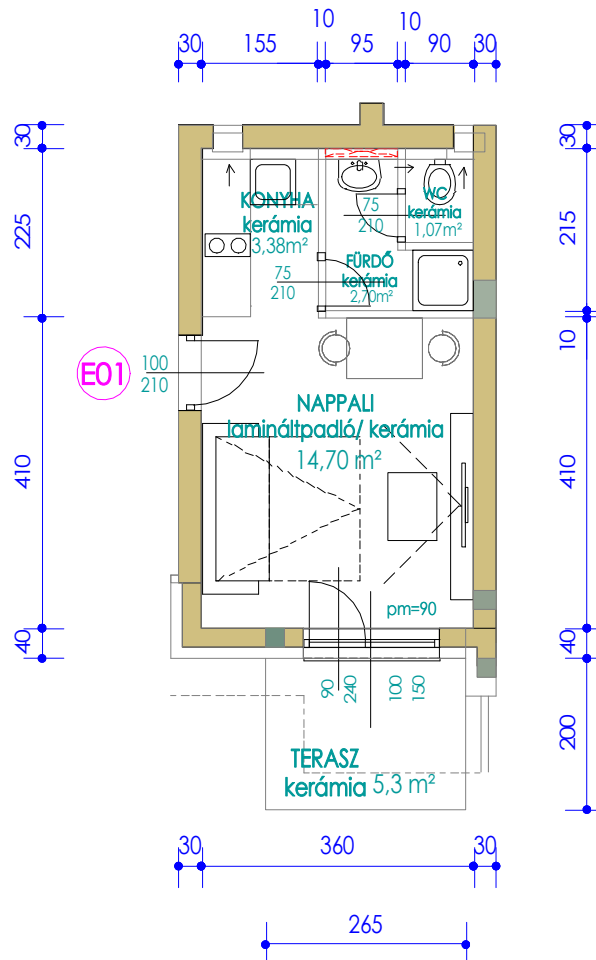 10
10
30
155
95
90
30
30
30
225
215
KONYHA
kerámia
3,38m²
75
210
WC
kerámia
1,07m²
FÜRDŐ
kerámia
2,70m²
75
210
10
E01
100
210
NAPPALI
lamináltpadló/ kerámia
14,70 m²
410
410
pm=90
40
40
90
240
100
150
200
TERASZ
kerámia 5,3 m²
30
360
30
265